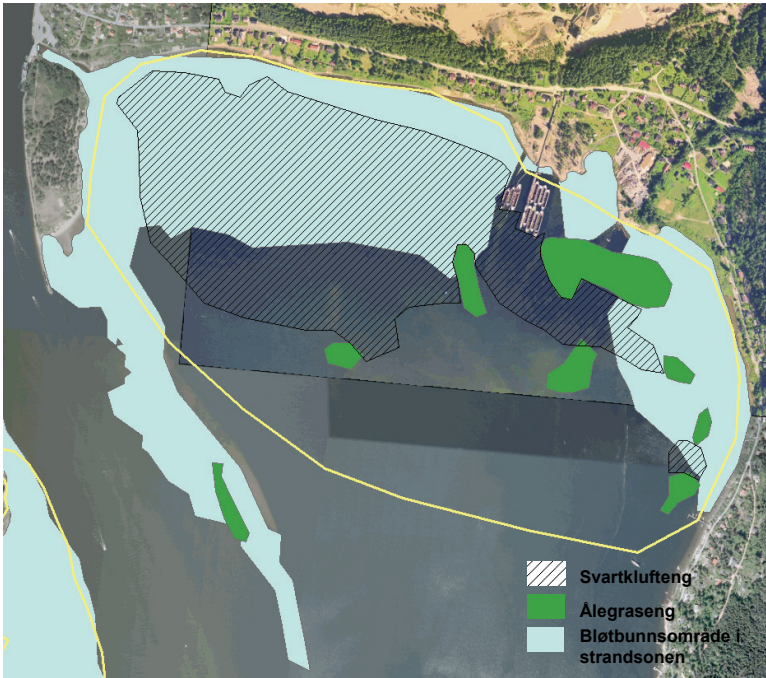 Svartklufteng
Ålegraseng
Bløtbunnsområde i
strandsonen